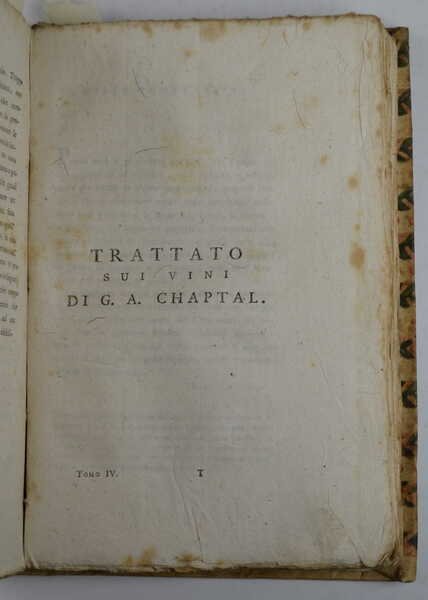 TRATTATO
SUI VINI
DI G. A. CHAPTAL.
Tomo IV. T